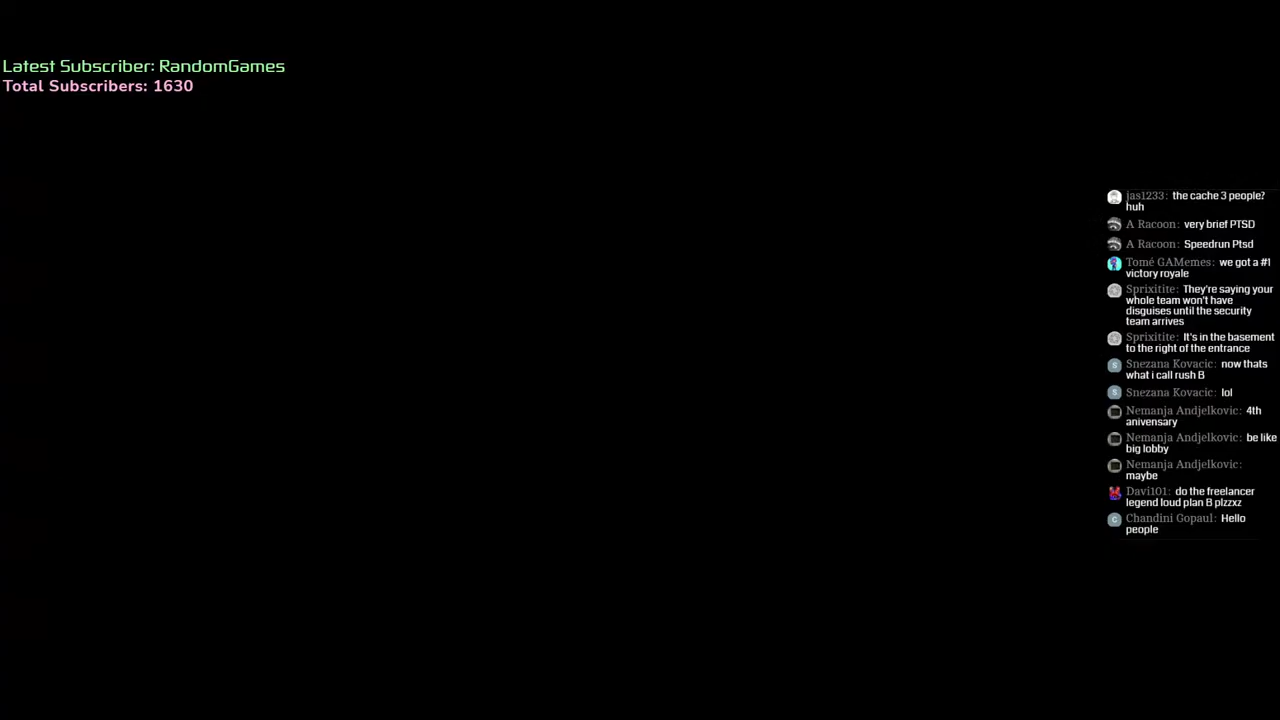 Latest Subscriber: RandomGames
Total Subscribers: 1630
jas1233: the cache 3 people?
huh
A Racoon: very brief PTSD
A Racoon: Speedrun Ptsd
Tomé GAMemes: we got a #1
victory royale
Sprixitite: They're saying your
whole team won't have
disguises until the security
team arrives
Sprixitite: It's in the basement
to the right of the entrance
Snezana Kovacic: now thats
what i call rush B
S
Snezana Kovacic: lol
S
Nemanja Andjelkovic: 4th
anivensary
Nemanja Andjelkovic: be like
big lobby
Nemanja Andjelkovic:
maybe
Davi101: do the freelancer
legend loud plan B plzzxz
Chandini Gopaul: Hello
people
C